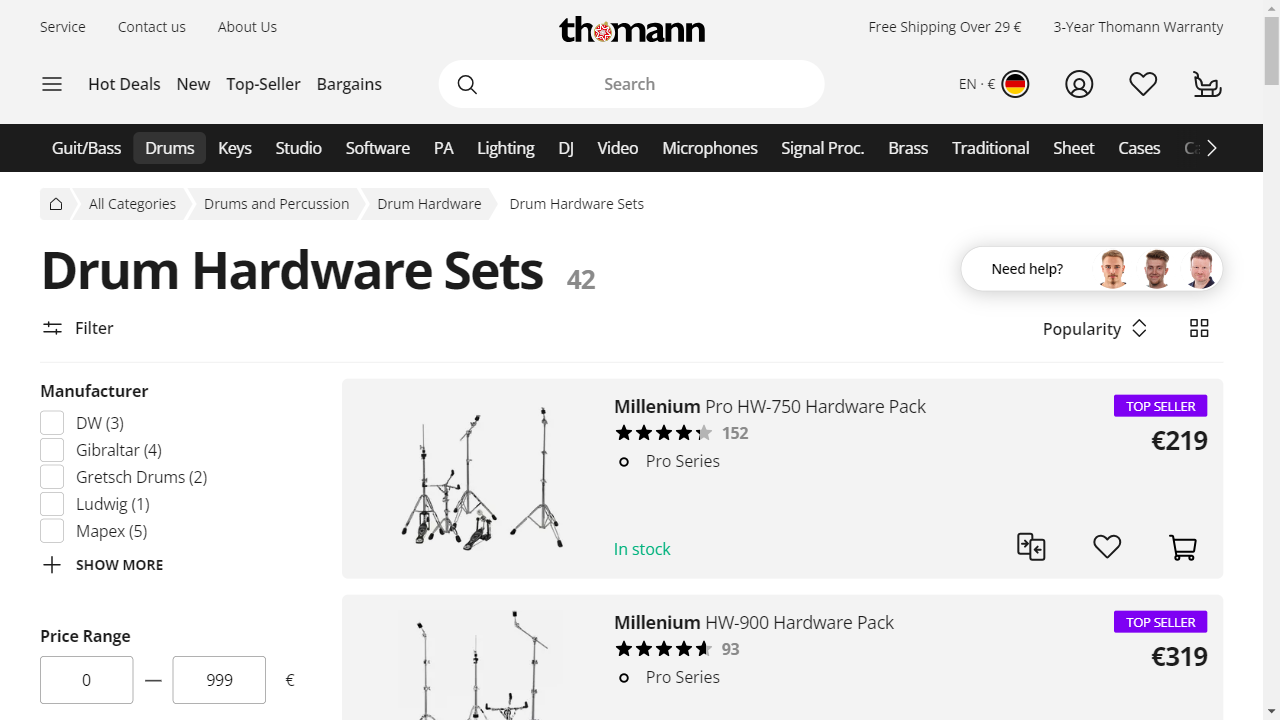 Service
Contact us
About Us
thomann
Free Shipping Over 29 €
3-Year Thomann Warranty
Hot Deals
New
Top-Seller
Bargains
Search
EN · €
Guit/Bass
Drums
Keys
Studio
Software
PA
Lighting
DJ
Video
Microphones
Signal Proc.
Brass
Traditional
Sheet
Cases
All Categories
Drums and Percussion
Drum Hardware
Drum Hardware Sets
Drum Hardware Sets 42
Need help?
Filter
Popularity
Manufacturer
DW (3)
Gibraltar (4)
Gretsch Drums (2)
Ludwig (1)
Mapex (5)
SHOW MORE
Price Range
0 — 999 €
Millenium Pro HW-750 Hardware Pack
152
Pro Series
In stock
TOP SELLER
€219
Millenium HW-900 Hardware Pack
93
Pro Series
TOP SELLER
€319